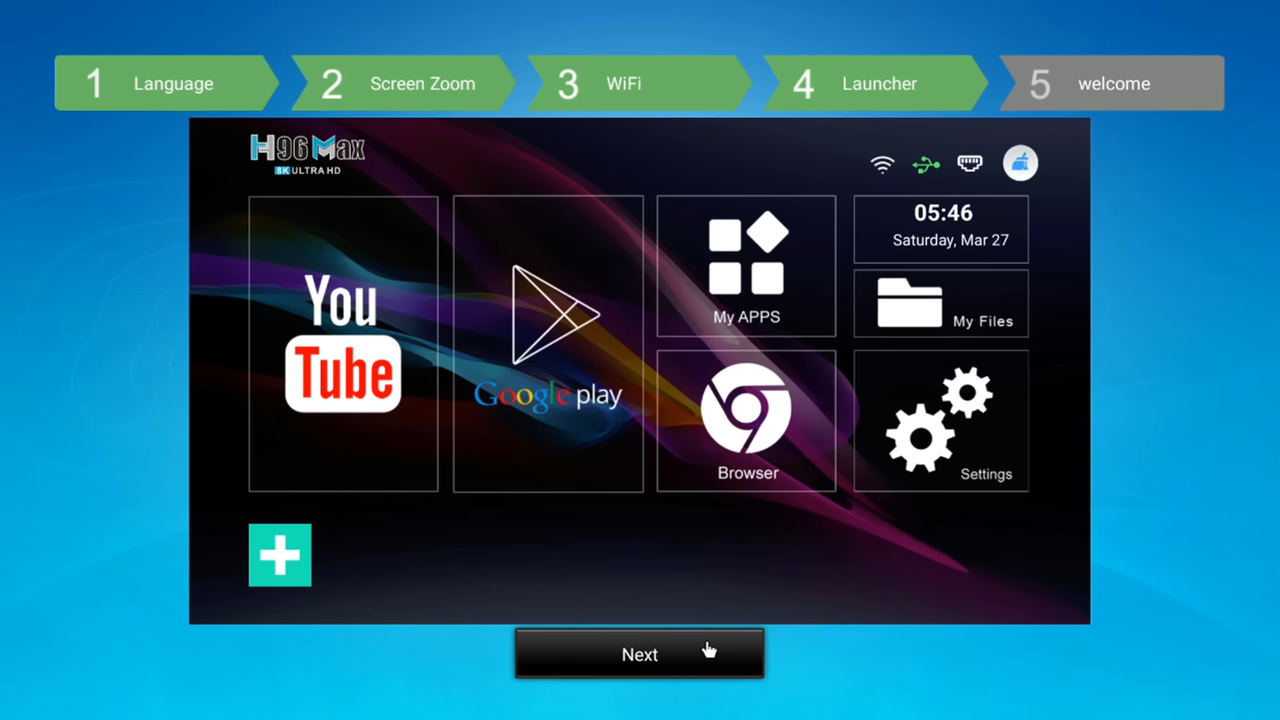 1 Language
2 Screen Zoom
3 WiFi
4 Launcher
5 welcome
H96 Max
8K ULTRA HD
You
Tube
Google play
My APPS
Browser
05:46
Saturday, Mar 27
My Files
Settings
Next